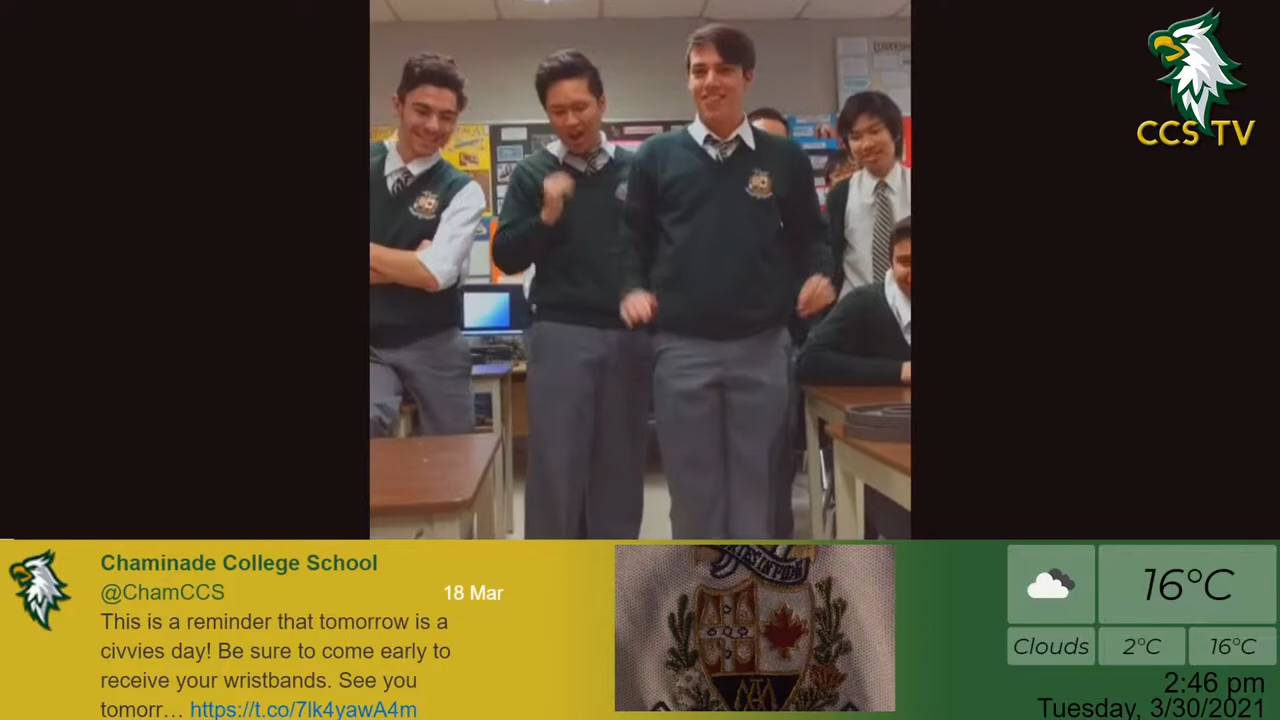 CCS TV
Chaminade College School
@ChamCCS
18 Mar
This is a reminder that tomorrow is a
civvies day! Be sure to come early to
receive your wristbands. See you
tomorr… https://t.co/7lk4yawA4m
16°C
Clouds
2°C
16°C
2:46 pm
Tuesday, 3/30/2021